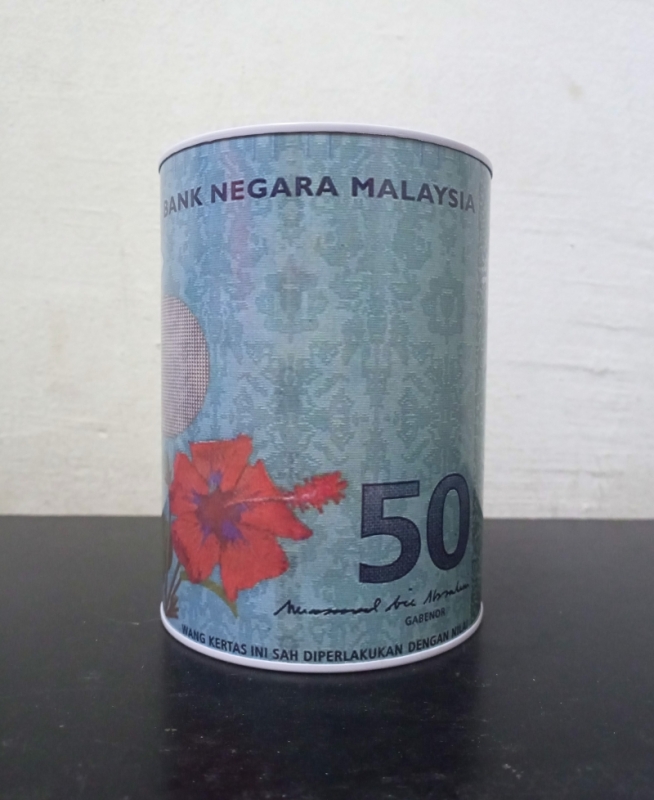 BANK NEGARA MALAYSIA
50
GABENOR
WANG KERTAS INI SAH DIPERLAKUKAN DENGAN